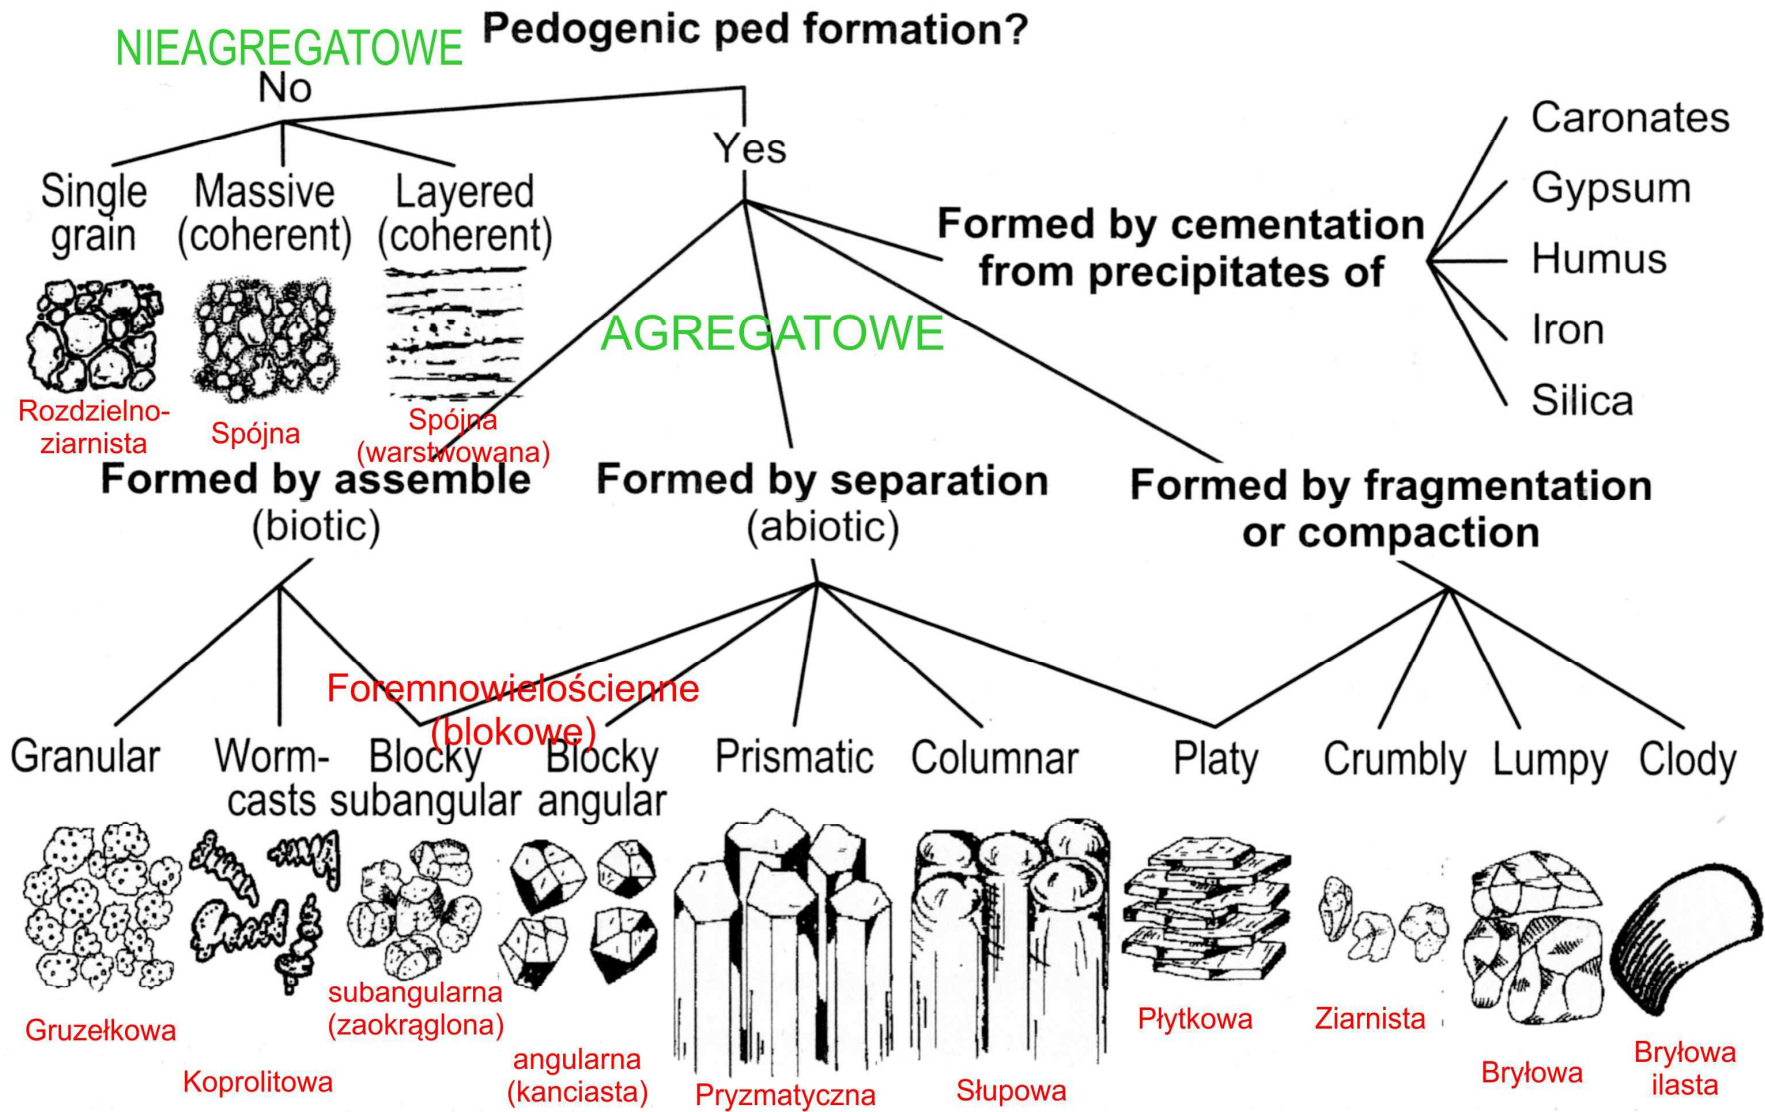 NIEAGREGATOWE
Pedogenic ped formation?
No
Yes
Single
grain
Massive
(coherent)
Layered
(coherent)
Rozdzielno-
ziarnista
Spójna
Spójna
(warstwowana)
AGREGATOWE
Formed by cementation
from precipitates of
Caronates
Gypsum
Humus
Iron
Silica
Formed by assemble
(biotic)
Formed by separation
(abiotic)
Formed by fragmentation
or compaction
Foremnowielościenne
(blokowe)
Granular
Worm-
casts
Blocky
subangular
Blocky
angular
Prismatic
Columnar
Platy
Crumbly
Lumpy
Clody
Gruzełkowa
Koprolitowa
subangularna
(zaokrąglona)
angularna
(kanciasta)
Pryzmatyczna
Słupowa
Płytkowa
Ziarnista
Bryłowa
Bryłowa
ilasta